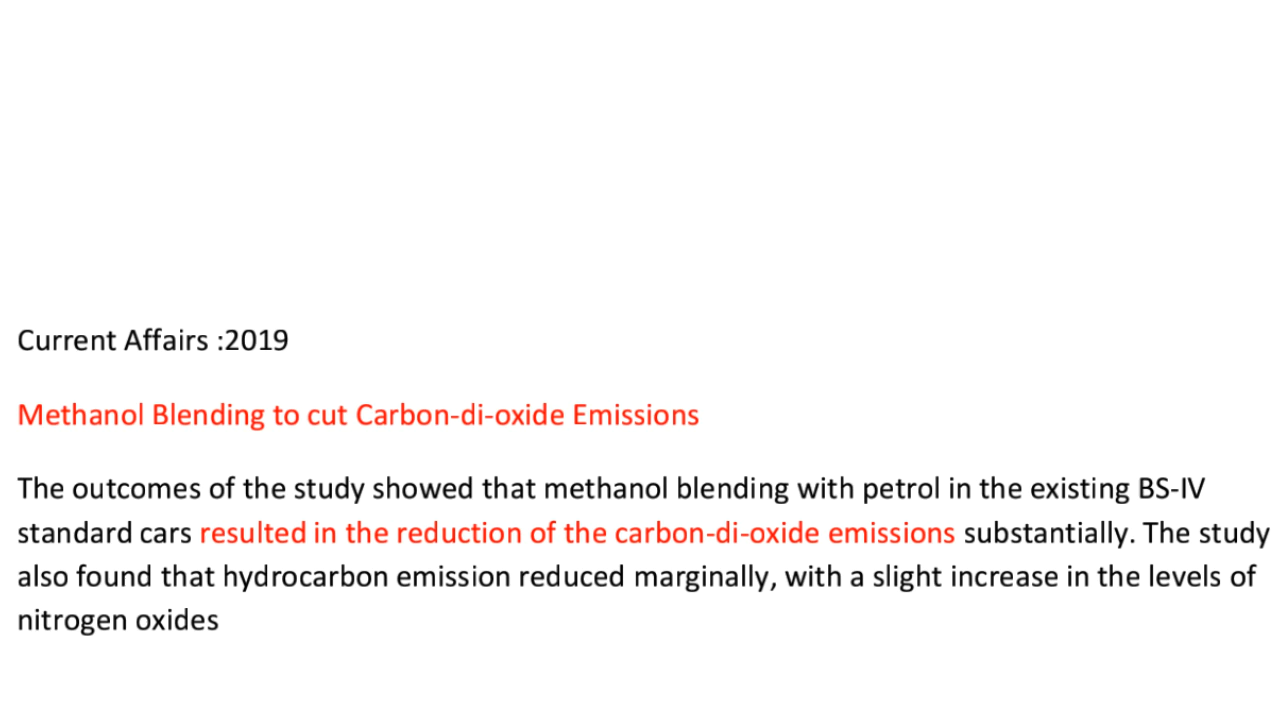 Current Affairs :2019
Methanol Blending to cut Carbon-di-oxide Emissions
The outcomes of the study showed that methanol blending with petrol in the existing BS-IV
standard cars resulted in the reduction of the carbon-di-oxide emissions substantially. The study
also found that hydrocarbon emission reduced marginally, with a slight increase in the levels of
nitrogen oxides